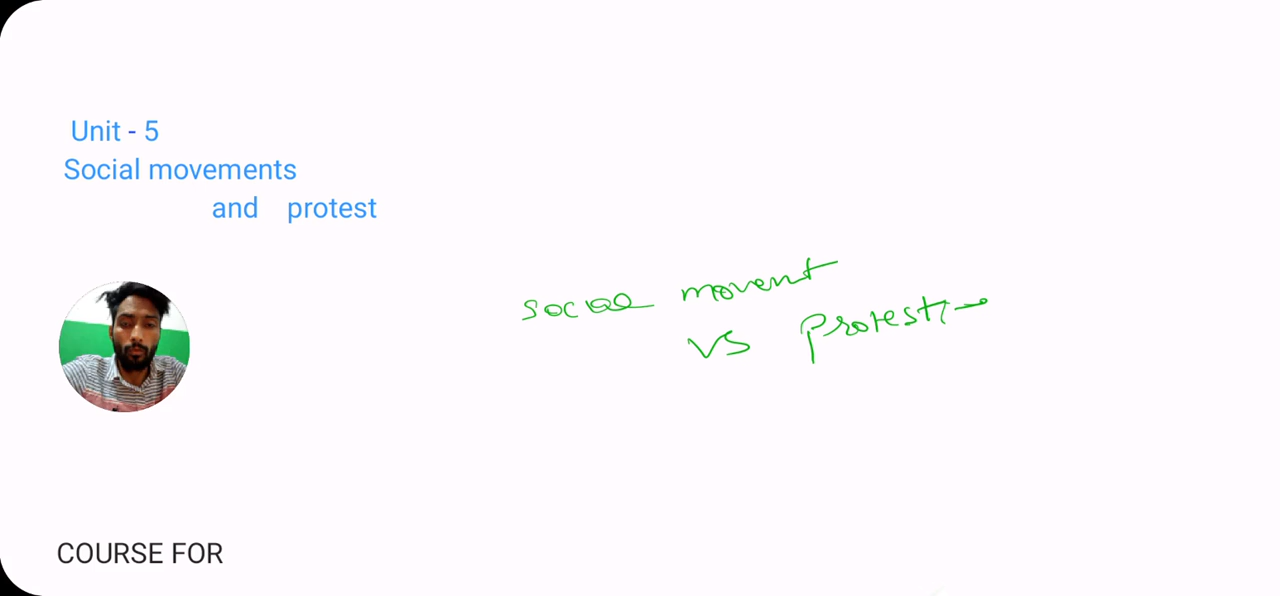 Unit - 5
Social movements
and protest
social movent
vs protest:-
COURSE FOR